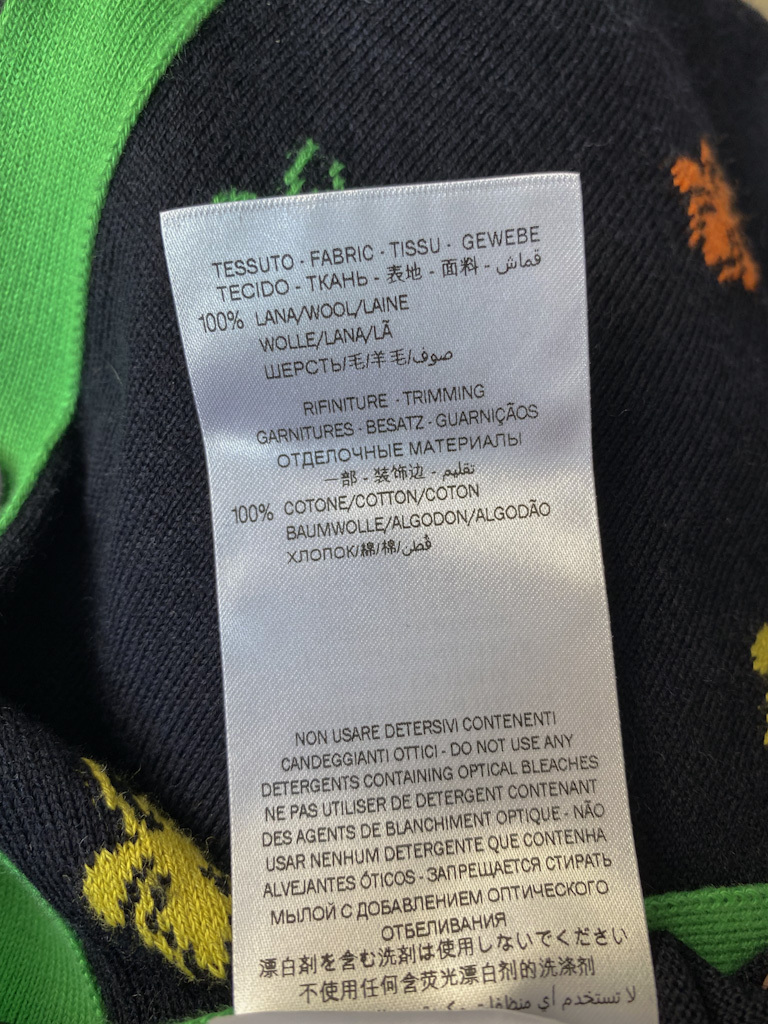 TESSUTO - FABRIC - TISSU - GEWEBE
TECIDO - ТКАНЬ - 表地 - 面料 - قماش
100% LANA/WOOL/LAINE
WOLLE/LANA/LÃ
ШЕРСТЬ/毛/羊毛/صوف
RIFINITURE - TRIMMING
GARNITURES - BESATZ - GUARNIÇÃOS
ОТДЕЛОЧНЫЕ МАТЕРИАЛЫ
一部 - 装饰边 - تقليم
100% COTONE/COTTON/COTON
BAUMWOLLE/ALGODON/ALGODÃO
ХЛОПОК/綿/棉/قطن
NON USARE DETERSIVI CONTENENTI
CANDEGGIANTI OTTICI - DO NOT USE ANY
DETERGENTS CONTAINING OPTICAL BLEACHES
NE PAS UTILISER DE DETERGENT CONTENANT
DES AGENTS DE BLANCHIMENT OPTIQUE - NÃO
USAR NENHUM DETERGENTE QUE CONTENHA
ALVEJANTES ÓTICOS - ЗАПРЕЩАЕТСЯ СТИРАТЬ
МЫЛОЙ С ДОБАВЛЕНИЕМ ОПТИЧЕСКОГО
ОТБЕЛИВАНИЯ
漂白剤を含む洗剤は使用しないでください
不使用任何含荧光漂白剂的洗涤剂
لا تستخدم أي منظفات